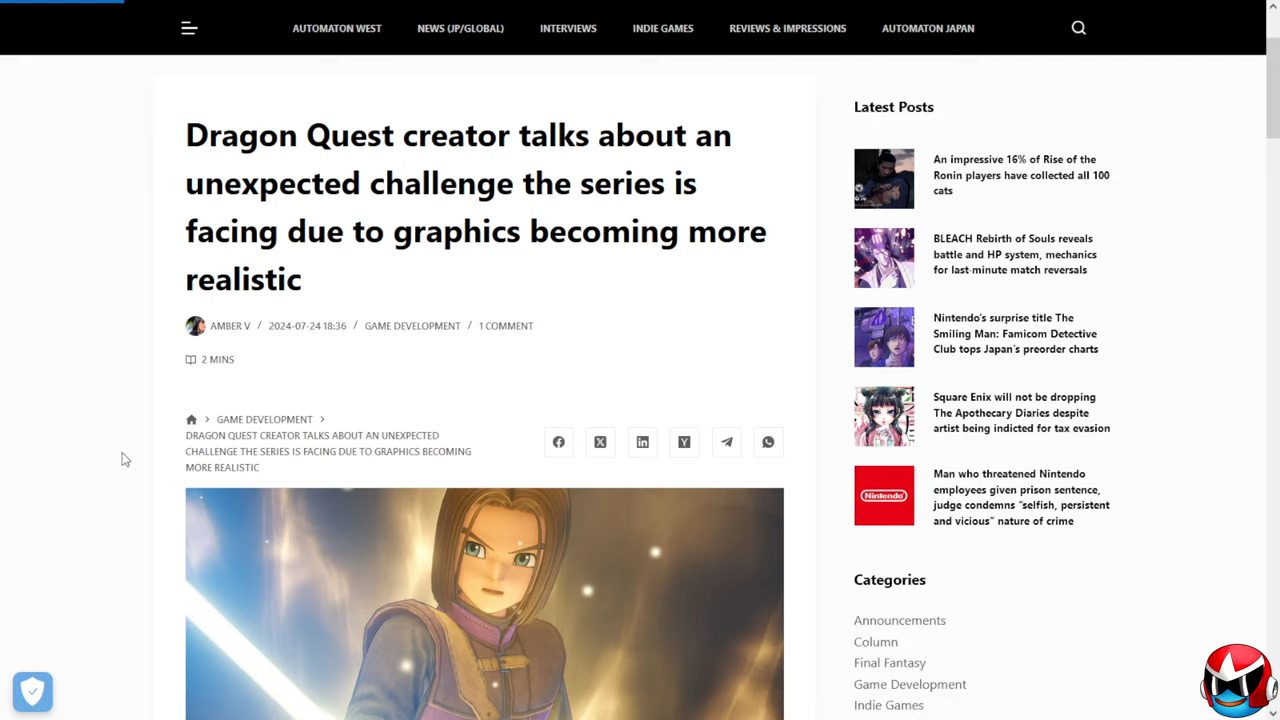 AUTOMATON WEST
NEWS (JP/GLOBAL)
INTERVIEWS
INDIE GAMES
REVIEWS & IMPRESSIONS
AUTOMATON JAPAN
Dragon Quest creator talks about an
unexpected challenge the series is
facing due to graphics becoming more
realistic
AMBER V / 2024-07-24 18:36 / GAME DEVELOPMENT / 1 COMMENT
2 MINS
GAME DEVELOPMENT
DRAGON QUEST CREATOR TALKS ABOUT AN UNEXPECTED
CHALLENGE THE SERIES IS FACING DUE TO GRAPHICS BECOMING
MORE REALISTIC
Latest Posts
An impressive 16% of Rise of the
Ronin players have collected all 100
cats
BLEACH Rebirth of Souls reveals
battle and HP system, mechanics
for last-minute match reversals
Nintendo's surprise title The
Smiling Man: Famicom Detective
Club tops Japan's preorder charts
Square Enix will not be dropping
The Apothecary Diaries despite
artist being indicted for tax evasion
Nintendo
Man who threatened Nintendo
employees given prison sentence,
judge condemns "selfish, persistent
and vicious" nature of crime
Categories
Announcements
Column
Final Fantasy
Game Development
Indie Games